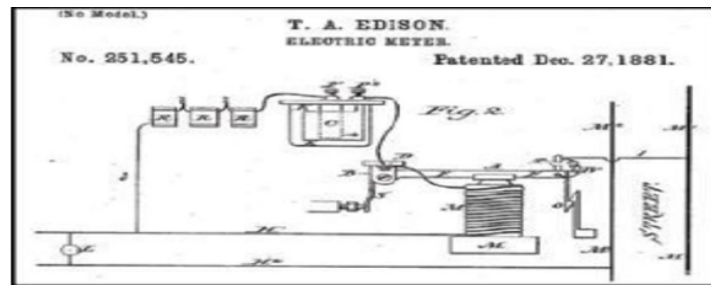 (No Model.)
T. A. EDISON.
ELECTRIC METER.
No. 251,545. Patented Dec. 27, 1881.
Fig. 2
R R R
C
D
B A
M
L
STREET.